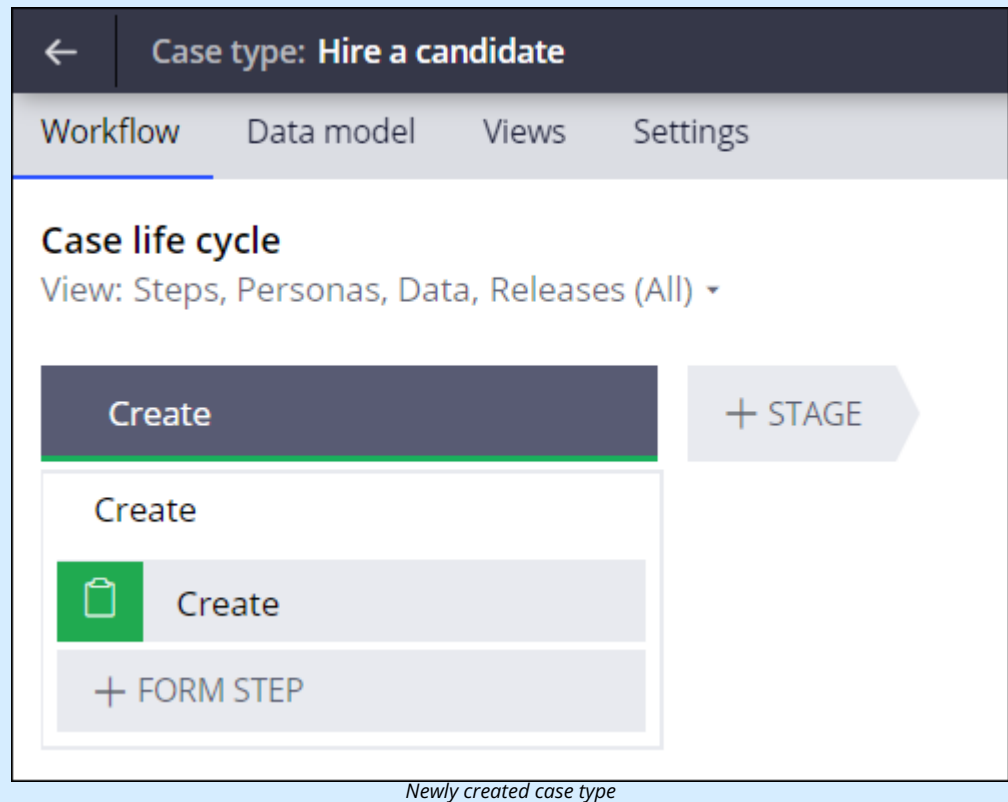 Case type: Hire a candidate
Workflow Data model Views Settings
Case life cycle
View: Steps, Personas, Data, Releases (All)
Create
+ STAGE
Create
Create
+ FORM STEP
Newly created case type